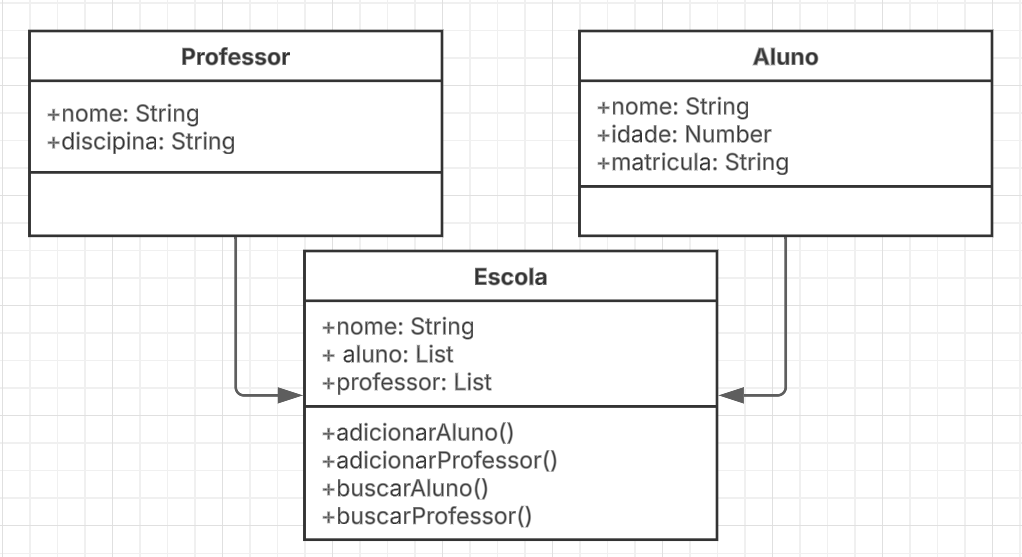 Professor
+nome: String
+discipina: String
Aluno
+nome: String
+idade: Number
+matricula: String
Escola
+nome: String
+ aluno: List
+professor: List
+adicionarAluno()
+adicionarProfessor()
+buscarAluno()
+buscarProfessor()